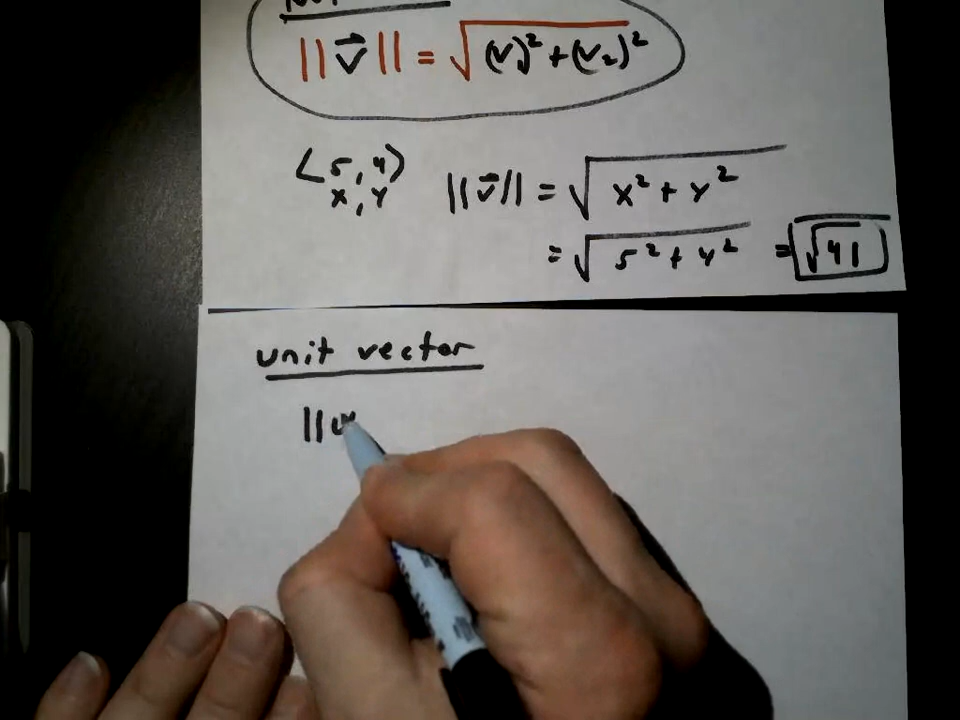 ||v⃗|| = √(v₁)² + (v₂)²
⟨5, 4⟩ ||v⃗|| = √x² + y²
x, y
= √5² + 4² = √41
unit vector
||